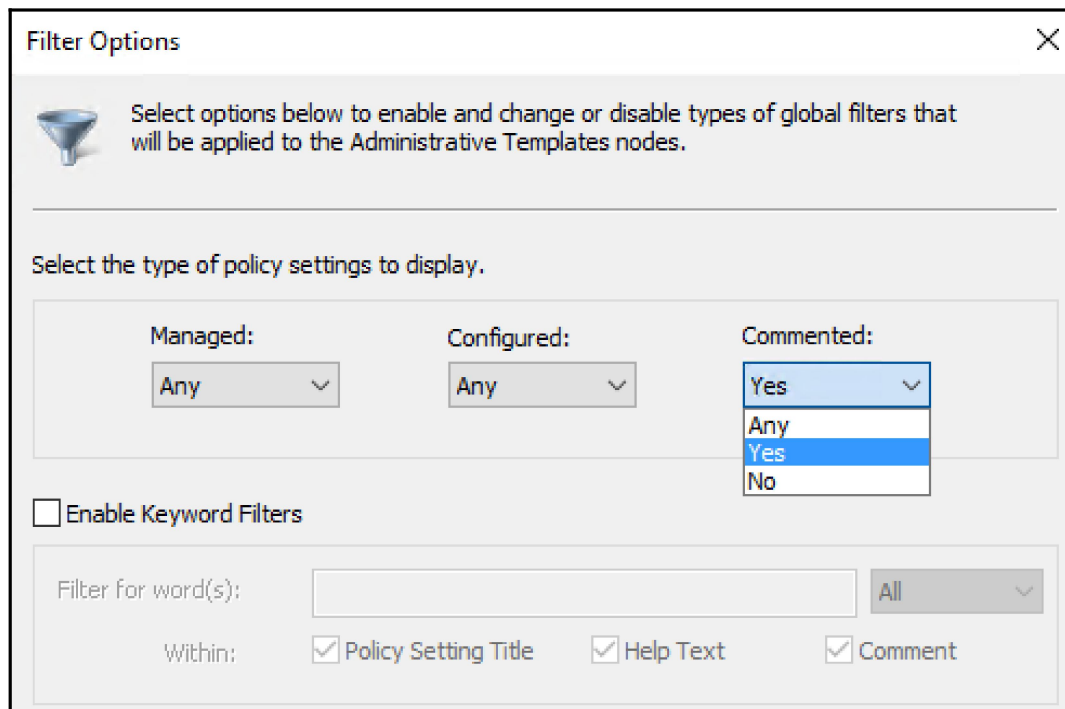 Filter Options
Select options below to enable and change or disable types of global filters that
will be applied to the Administrative Templates nodes.
Select the type of policy settings to display.
Managed: Configured: Commented:
Any Any Yes
Any
Yes
No
Enable Keyword Filters
Filter for word(s): All
Within: Policy Setting Title Help Text Comment